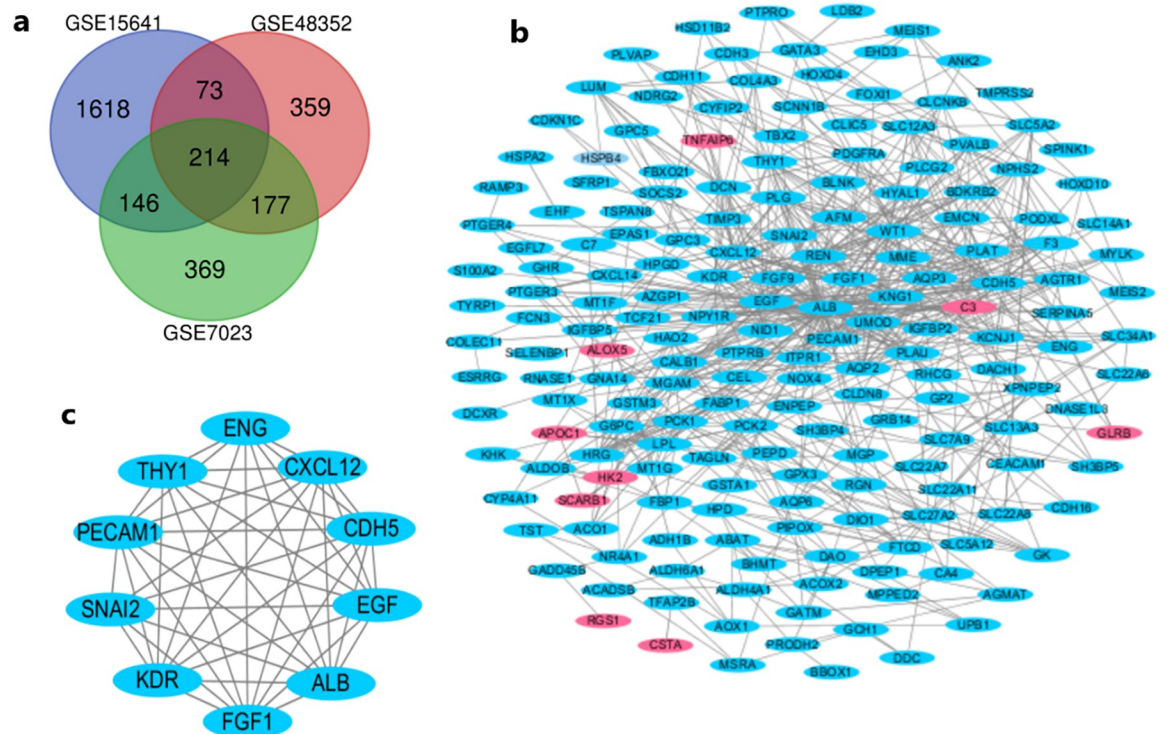 a
GSE15641
GSE48352
1618
73
359
214
146
177
369
GSE7023
b
PTPRO
LDB2
HSD11B2
MEIS1
PLVAP
CDH3
GATA3
EHD3
ANK2
CDH11
COL4A3
HOXD4
LUM
NDRG2
FOXI1
TMPRSS2
CYFIP2
SCNN1B
CLCNKB
CDKN1C
GPC5
TNFAIP6
TBX2
CLIC5
SLC12A3
SLC5A2
PVALB
SPINK1
HSPA2
HSPB4
THY1
PDGFRA
PLCG2
NPHS2
FBXO21
RAMP3
SFRP1
SOCS2
DCN
PLG
BLNK
HYAL1
BDKRB2
HOXD10
EHF
TSPAN8
TIMP3
AFM
EMCN
PODXL
SLC14A1
PTGER4
EPAS1
SNAI2
WT1
EGFL7
C7
GPC3
CXCL12
REN
MME
PLAT
F3
MYLK
S100A2
GHR
CXCL14
HPGD
KDR
FGF9
FGF1
AQP3
CDH5
AGTR1
PTGER3
AZGP1
KNG1
MEIS2
TYRP1
MT1F
EGF
ALB
C3
FCN3
TCF21
NPY1R
SERPINA5
IGFBP5
NID1
UMOD
IGFBP2
COLEC11
HAO2
PECAM1
KCNJ1
SLC34A1
SELENBP1
ALOX5
CALB1
PTPRB
ITPR1
PLAU
ENG
ESRRG
RNASE1
GNA14
MGAM
CEL
NOX4
AQP2
RHCG
DACH1
SLC22A6
XPNPEP2
DCXR
MT1X
GSTM3
FABP1
ENPEP
CLDN8
GP2
DNASE1L3
APOC1
G6PC
PCK1
PCK2
SH3BP4
GRB14
SLC13A3
GLRB
SLC7A9
KHK
HRG
LPL
TAGLN
PEPD
MGP
ALDOB
MT1G
SLC22A7
CEACAM1
SH3BP5
HK2
GPX3
CYP4A11
SCARB1
GSTA1
RGN
SLC22A11
FBP1
AQP6
CDH16
HPD
SLC27A2
SLC22A8
TST
ACO1
PIPOX
DIO1
ADH1B
ABAT
SLC5A12
NR4A1
DAO
FTCD
GK
GADD45B
ALDH6A1
BHMT
DPEP1
CA4
ACADSB
ALDH4A1
ACOX2
MPPED2
AGMAT
TFAP2B
RGS1
GATM
AOX1
GCH1
UPB1
CSTA
PRODH2
MSRA
DDC
BBOX1
c
ENG
THY1
CXCL12
PECAM1
CDH5
SNAI2
EGF
KDR
ALB
FGF1